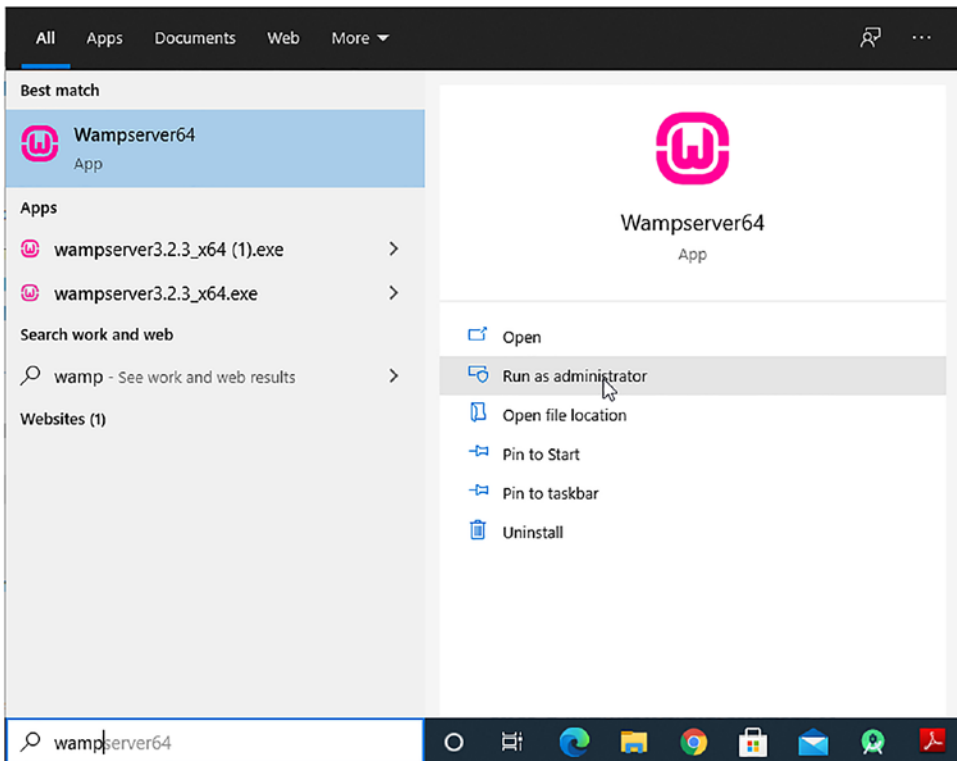 All Apps Documents Web More
Best match
Wampserver64
App
Apps
wampserver3.2.3_x64 (1).exe
wampserver3.2.3_x64.exe
Search work and web
wamp - See work and web results
Websites (1)
Wampserver64
App
Open
Run as administrator
Open file location
Pin to Start
Pin to taskbar
Uninstall
wampserver64